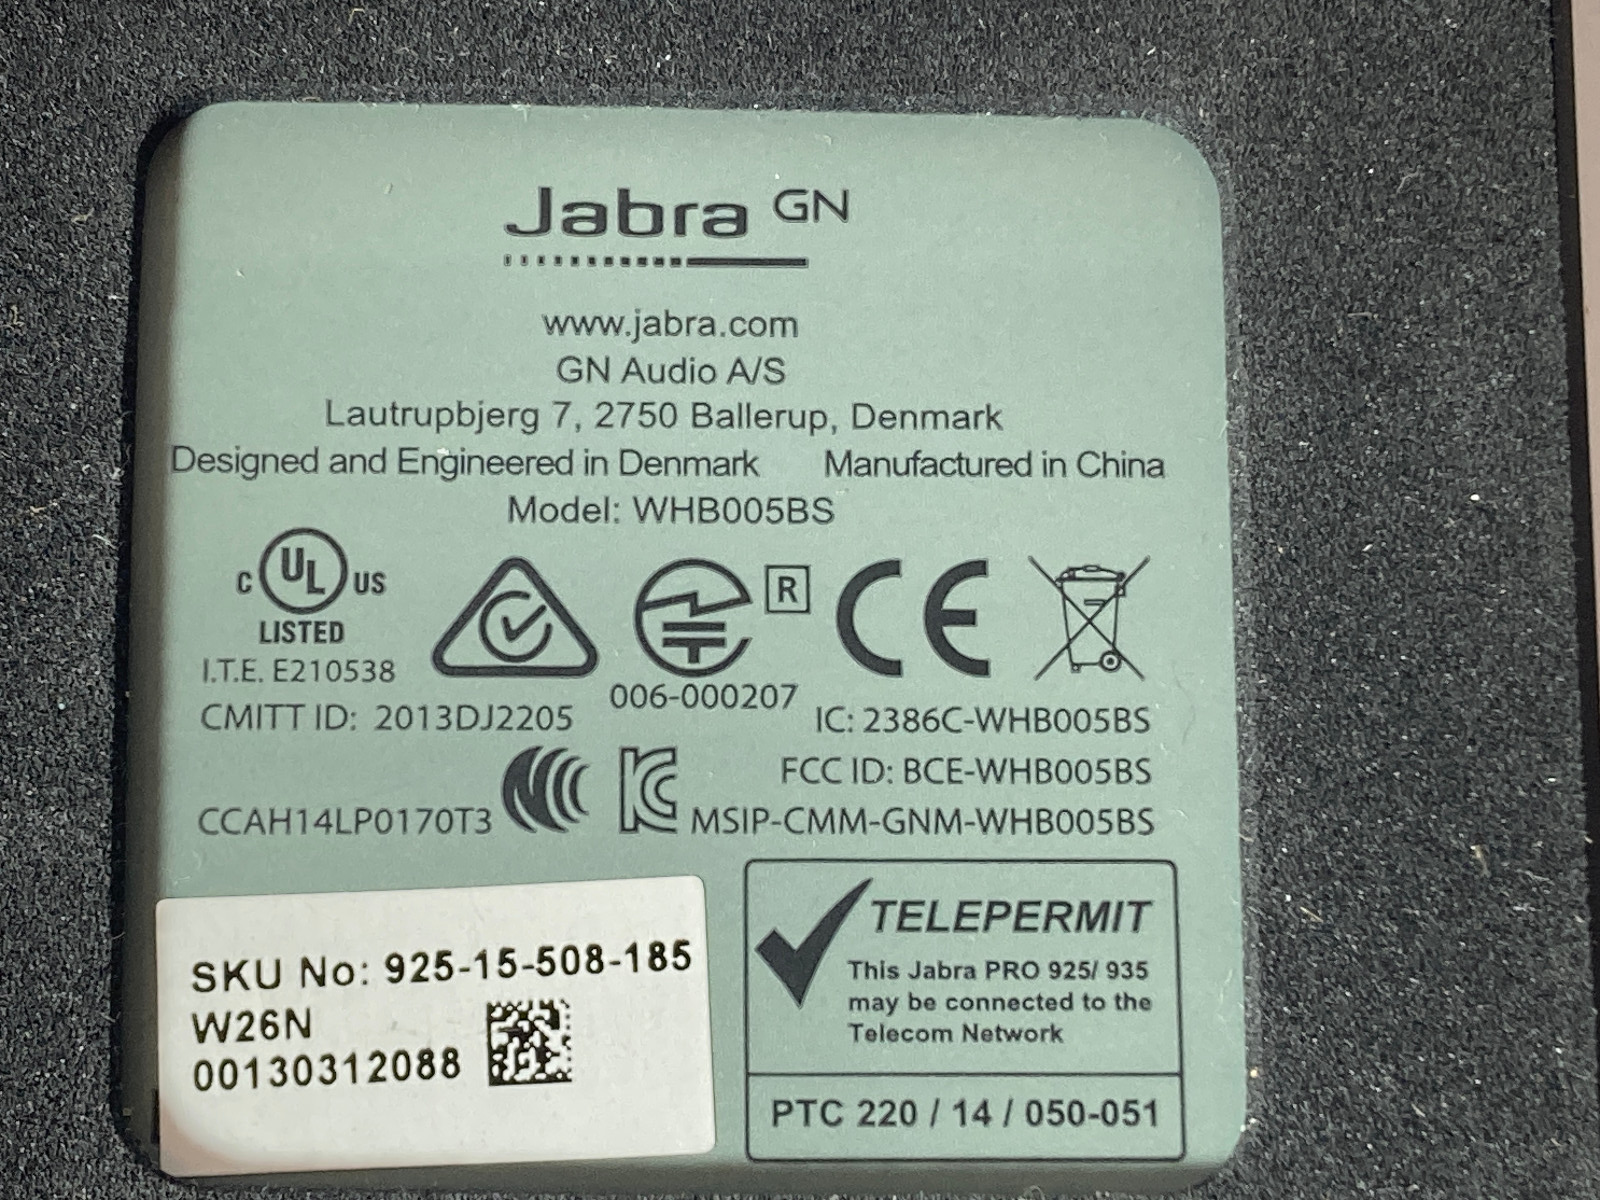 Jabra GN
www.jabra.com
GN Audio A/S
Lautrupbjerg 7, 2750 Ballerup, Denmark
Designed and Engineered in Denmark Manufactured in China
Model: WHB005BS
C UL US
LISTED
I.T.E. E210538
R
CE
006-000207
CMITT ID: 2013DJ2205
IC: 2386C-WHB005BS
FCC ID: BCE-WHB005BS
CCAH14LP0170T3
MSIP-CMM-GNM-WHB005BS
SKU No: 925-15-508-185
W26N
00130312088
TELEPERMIT
This Jabra PRO 925/ 935
may be connected to the
Telecom Network
PTC 220 / 14 / 050-051